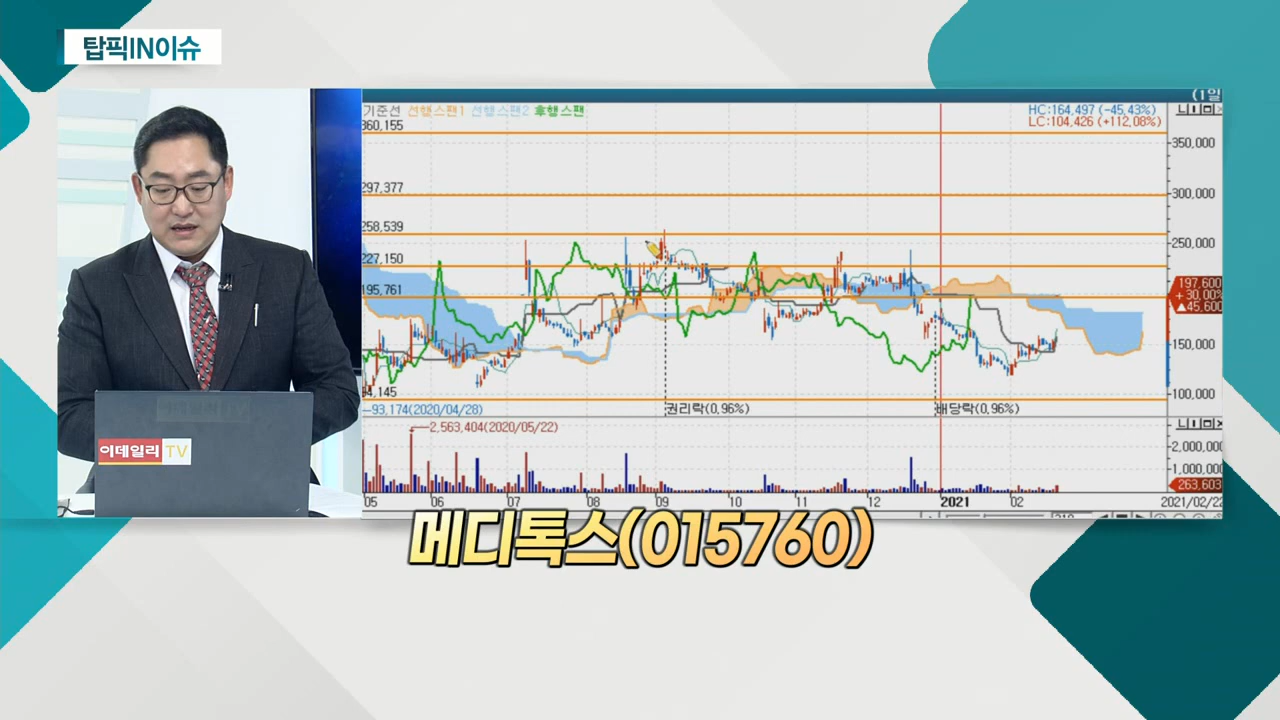 탑픽IN이슈
(1일
기준선 선행스팬1 선행스팬2 후행스팬
HC:164,497 (-45,43%)
LC:104,426 (+112,08%)
360,155
350,000
297,377
300,000
258,539
250,000
227,150
195,761
197,600
+ 30,00%
45,600
150,000
100,000
93,174(2020/04/28)
권리락(0,96%)
배당락(0,96%)
2,563,404(2020/05/22)
2,000,000
1,000,000
263,603
05 06 07 08 09 10 11 12 2021 02 2021/02/22
이데일리 TV
메디톡스(015760)